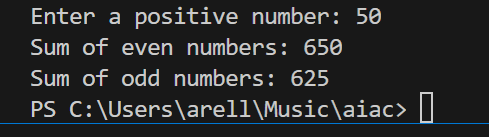 Enter a positive number: 50
Sum of even numbers: 650
Sum of odd numbers: 625
PS C:\Users\arell\Music\aiac>